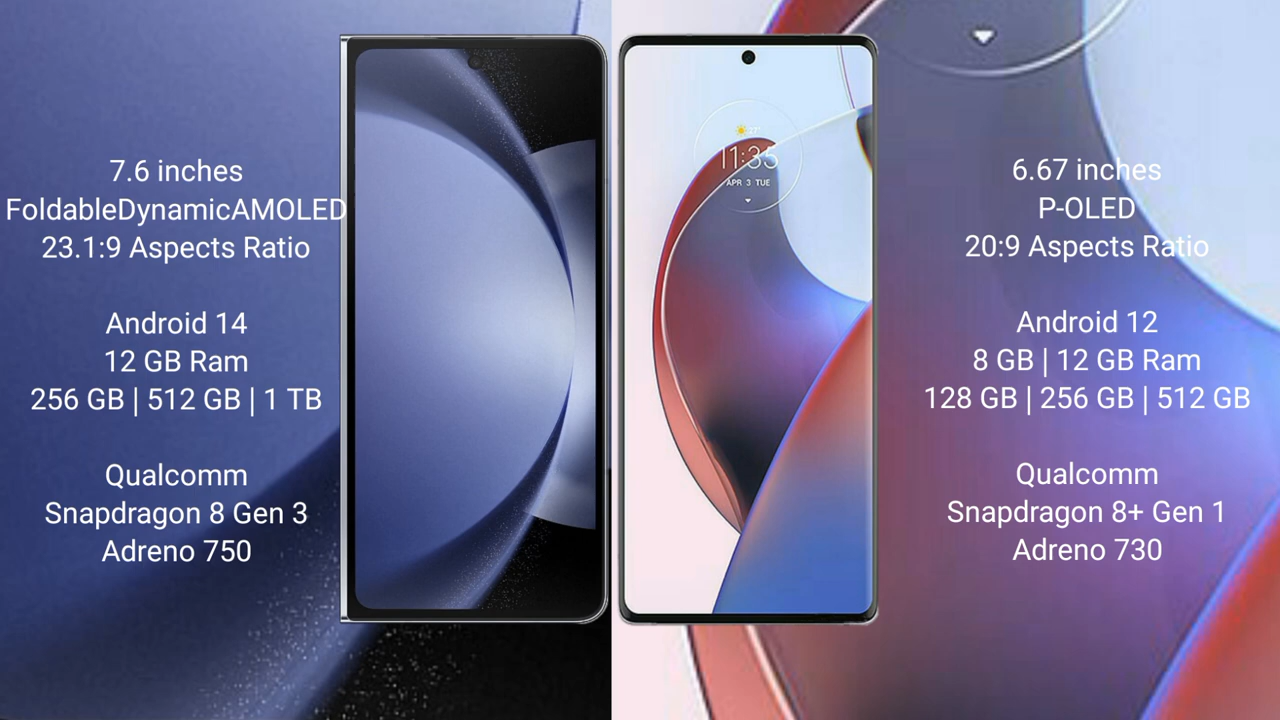 7.6 inches
FoldableDynamicAMOLED
23.1:9 Aspects Ratio
Android 14
12 GB Ram
256 GB | 512 GB | 1 TB
Qualcomm
Snapdragon 8 Gen 3
Adreno 750
11:35
APR 3 TUE
6.67 inches
P-OLED
20:9 Aspects Ratio
Android 12
8 GB | 12 GB Ram
128 GB | 256 GB | 512 GB
Qualcomm
Snapdragon 8+ Gen 1
Adreno 730